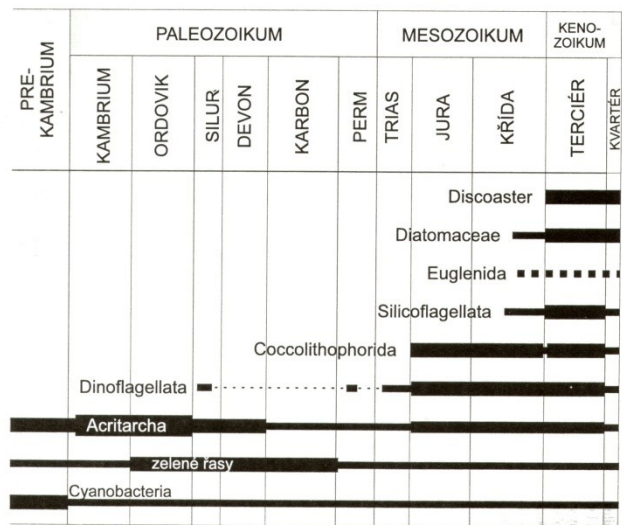 PALEOZOIKUM
MESOZOIKUM
KENO-
ZOIKUM
PRE-
KAMBRIUM
KAMBRIUM
ORDOVIK
SILUR
DEVON
KARBON
PERM
TRIAS
JURA
KŘÍDA
TERCIÉR
KVARTÉR
Discoaster
Diatomaceae
Euglenida
Silicoflagellata
Coccolithophorida
Dinoflagellata
Acritarcha
zelené řasy
Cyanobacteria